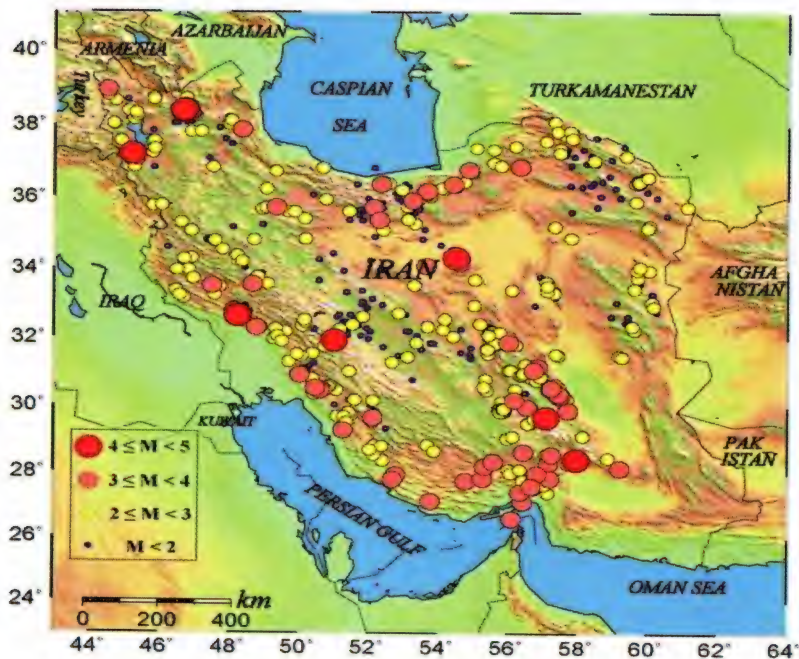 40°
38°
36°
34°
32°
30°
28°
26°
24°
ARMENIA
AZARBALJAN
Turkey
CASPIAN
SEA
TURKAMANESTAN
IRAN
IRAQ
AFGHA
NISTAN
KUWAIT
PAK
ISTAN
PERSIAN GULF
OMAN SEA
4 ≤ M < 5
3 ≤ M < 4
2 ≤ M < 3
M < 2
km
0 200 400
44° 46° 48° 50° 52° 54° 56° 58° 60° 62° 64°